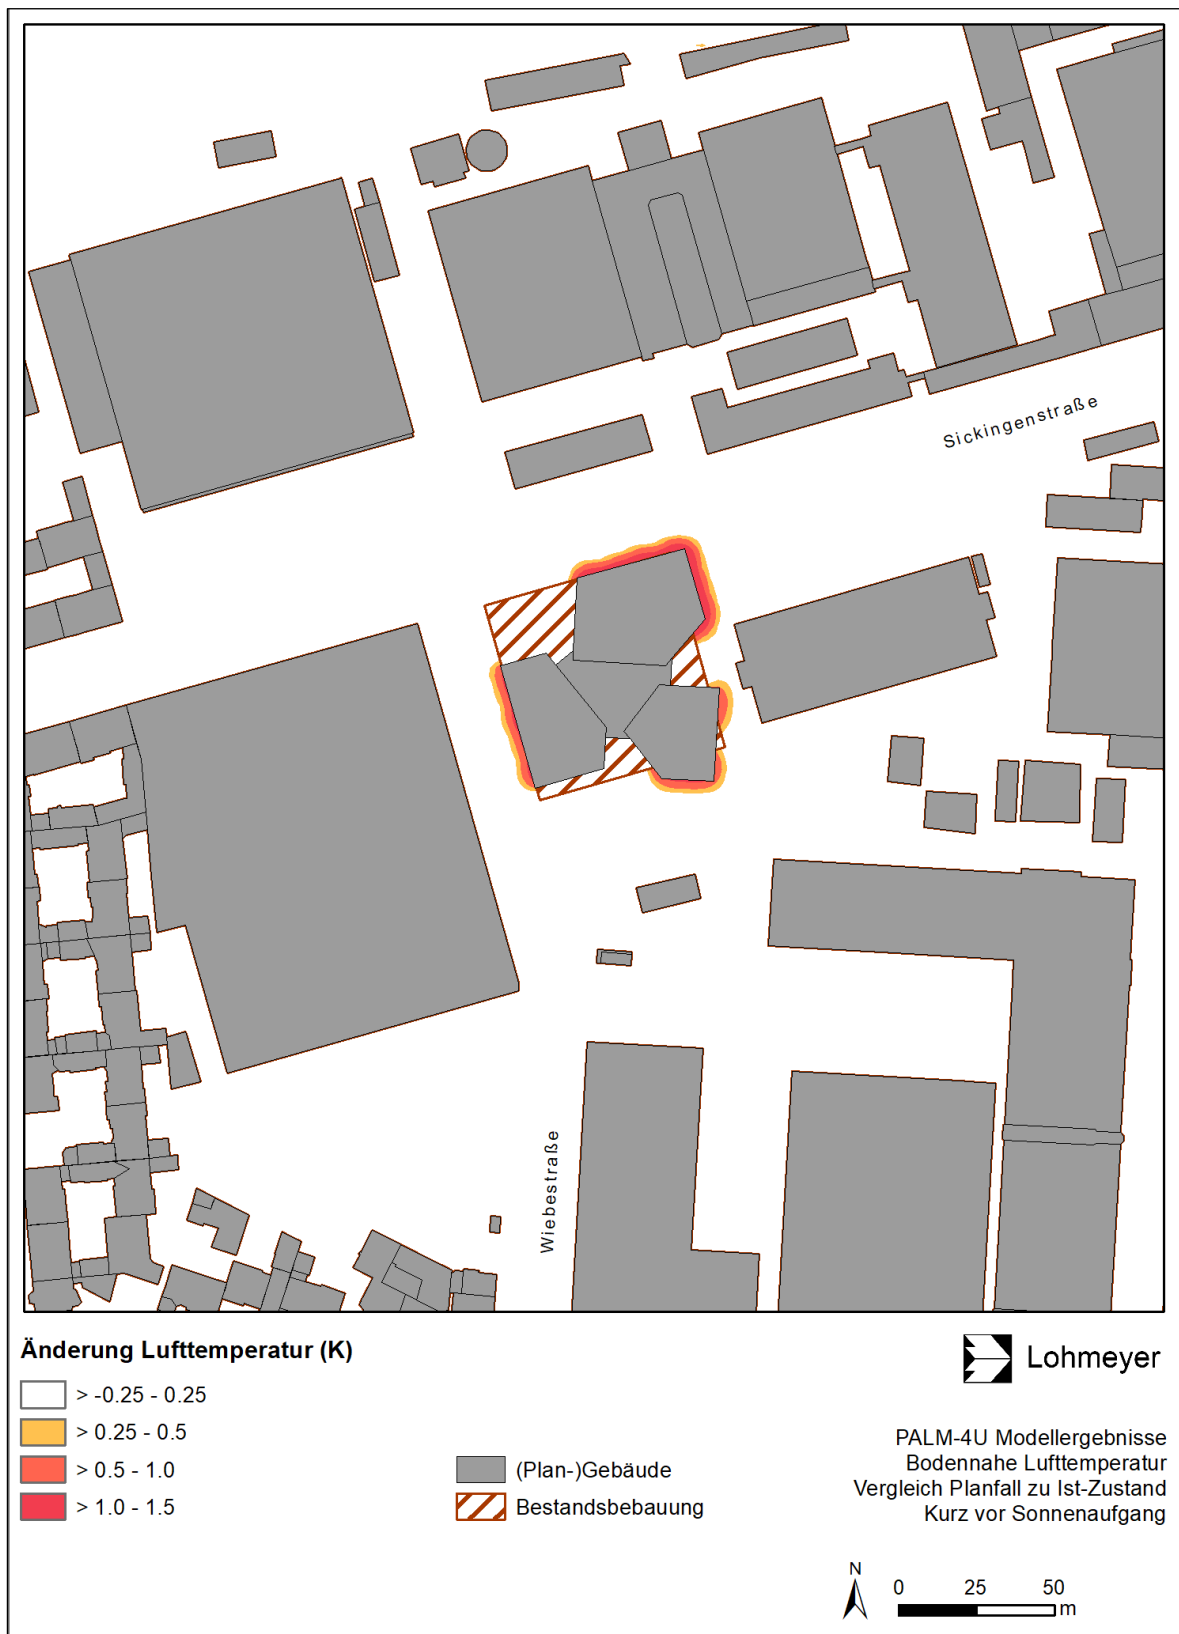 Sickingenstraße
Wiebestraße
Änderung Lufttemperatur (K)
> -0.25 - 0.25
> 0.25 - 0.5
> 0.5 - 1.0
> 1.0 - 1.5
(Plan-)Gebäude
Bestandsbebauung
Lohmeyer
PALM-4U Modellergebnisse
Bodennahe Lufttemperatur
Vergleich Planfall zu Ist-Zustand
Kurz vor Sonnenaufgang
N
0 25 50
m